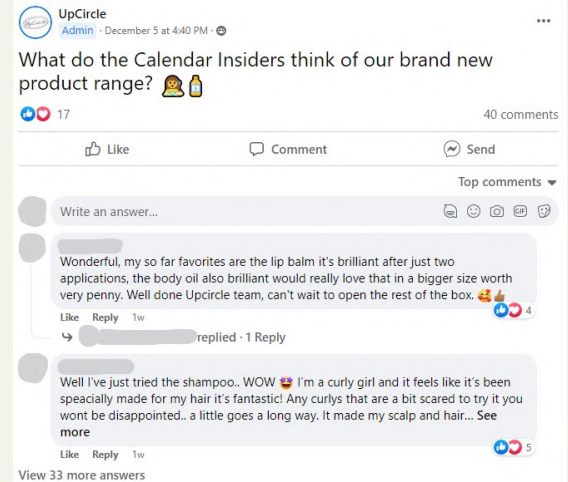 UpCircle
Admin · December 5 at 4:40 PM ·
What do the Calendar Insiders think of our brand new
product range? 🧖‍♀️🧴
17
40 comments
Like
Comment
Send
Top comments
Write an answer...
GIF
Wonderful, my so far favorites are the lip balm it's brilliant after just two
applications, the body oil also brilliant would really love that in a bigger size worth
very penny. Well done Upcircle team, can't wait to open the rest of the box. 🥰👍🏽
4
Like Reply 1w
replied · 1 Reply
Well I've just tried the shampoo.. WOW 🤩 I'm a curly girl and it feels like it's been
speacially made for my hair it's fantastic! Any curlys that are a bit scared to try it you
wont be disappointed.. a little goes a long way. It made my scalp and hair... See
more
5
Like Reply 1w
View 33 more answers